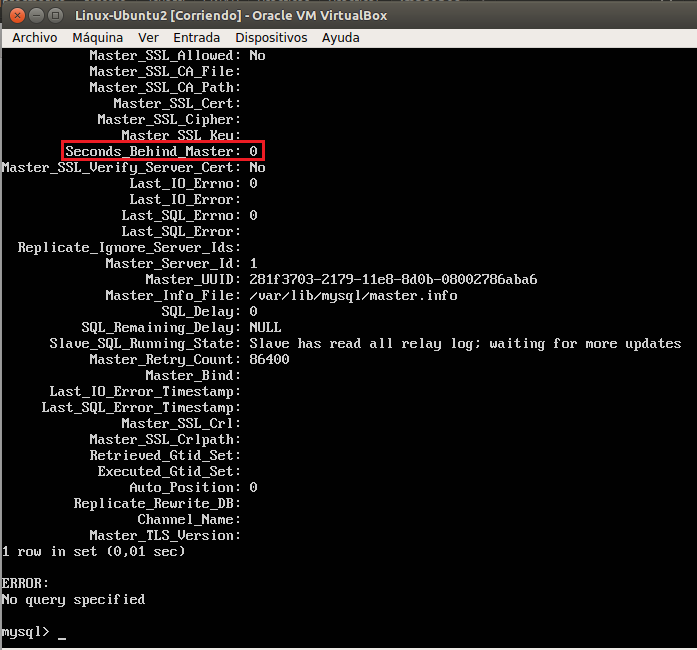 Linux-Ubuntu2 [Corriendo] - Oracle VM VirtualBox
Archivo Máquina Ver Entrada Dispositivos Ayuda
Master_SSL_Allowed: No
Master_SSL_CA_File:
Master_SSL_CA_Path:
Master_SSL_Cert:
Master_SSL_Cipher:
Master_SSL_Key:
Seconds_Behind_Master: 0
Master_SSL_Verify_Server_Cert: No
Last_IO_Errno: 0
Last_IO_Error:
Last_SQL_Errno: 0
Last_SQL_Error:
Replicate_Ignore_Server_Ids:
Master_Server_Id: 1
Master_UUID: 281f3703-2179-11e8-8d0b-08002786aba6
Master_Info_File: /var/lib/mysql/master.info
SQL_Delay: 0
SQL_Remaining_Delay: NULL
Slave_SQL_Running_State: Slave has read all relay log; waiting for more updates
Master_Retry_Count: 86400
Master_Bind:
Last_IO_Error_Timestamp:
Last_SQL_Error_Timestamp:
Master_SSL_Crl:
Master_SSL_Crlpath:
Retrieved_Gtid_Set:
Executed_Gtid_Set:
Auto_Position: 0
Replicate_Rewrite_DB:
Channel_Name:
Master_TLS_Version:
1 row in set (0,01 sec)
ERROR:
No query specified
mysql> _